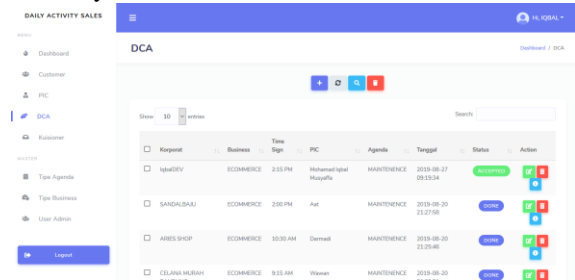 DAILY ACTIVITY SALES
HI, IQBAL
MENU
Dashboard
Customer
PIC
DCA
Kuisioner
MASTER
Tipe Agenda
Tipe Business
User Admin
Logout
DCA
Dashboard / DCA
Show 10 entries
Search:
Korporat Business Time Sign PIC Agenda Tanggal Status Action
IqbalDEV ECOMMERCE 2:15 PM Mohamad Iqbal Musyaffa MAINTENENCE 2019-08-27 09:19:34 ACCEPTED
SANDALBAJU ECOMMERCE 2:00 PM Aat MAINTENENCE 2019-08-20 21:27:58 DONE
ARIES SHOP ECOMMERCE 10:30 AM Darmadi MAINTENENCE 2019-08-20 21:25:46 DONE
CELANA MURAH ECOMMERCE 9:15 AM Wawan MAINTENENCE 2019-08-20 DONE